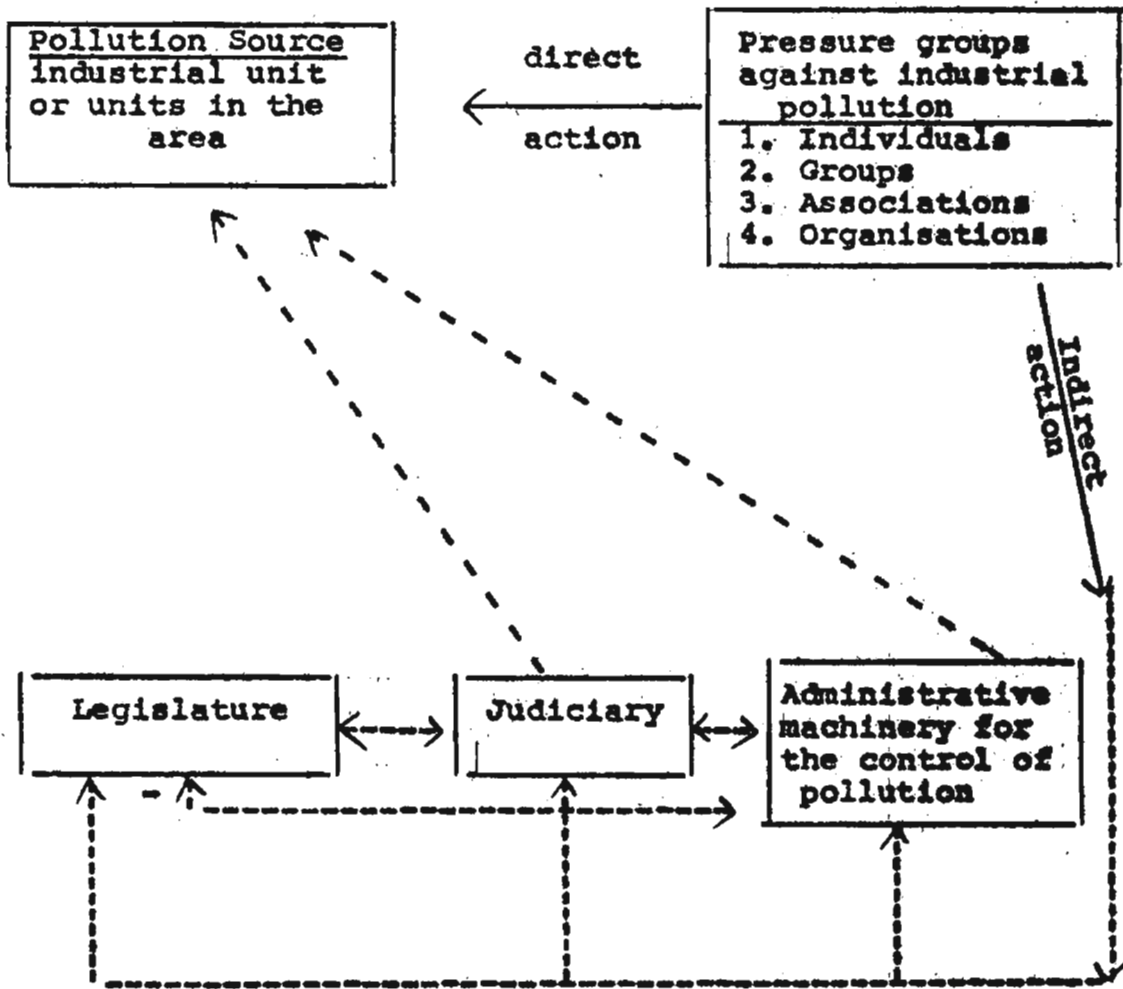 Pollution Source
industrial unit
or units in the
area
direct
action
Pressure groups
against industrial
pollution
1. Individuals
2. Groups
3. Associations
4. Organisations
Indirect
action
Legislature
Judiciary
Administrative
machinery for
the control of
pollution